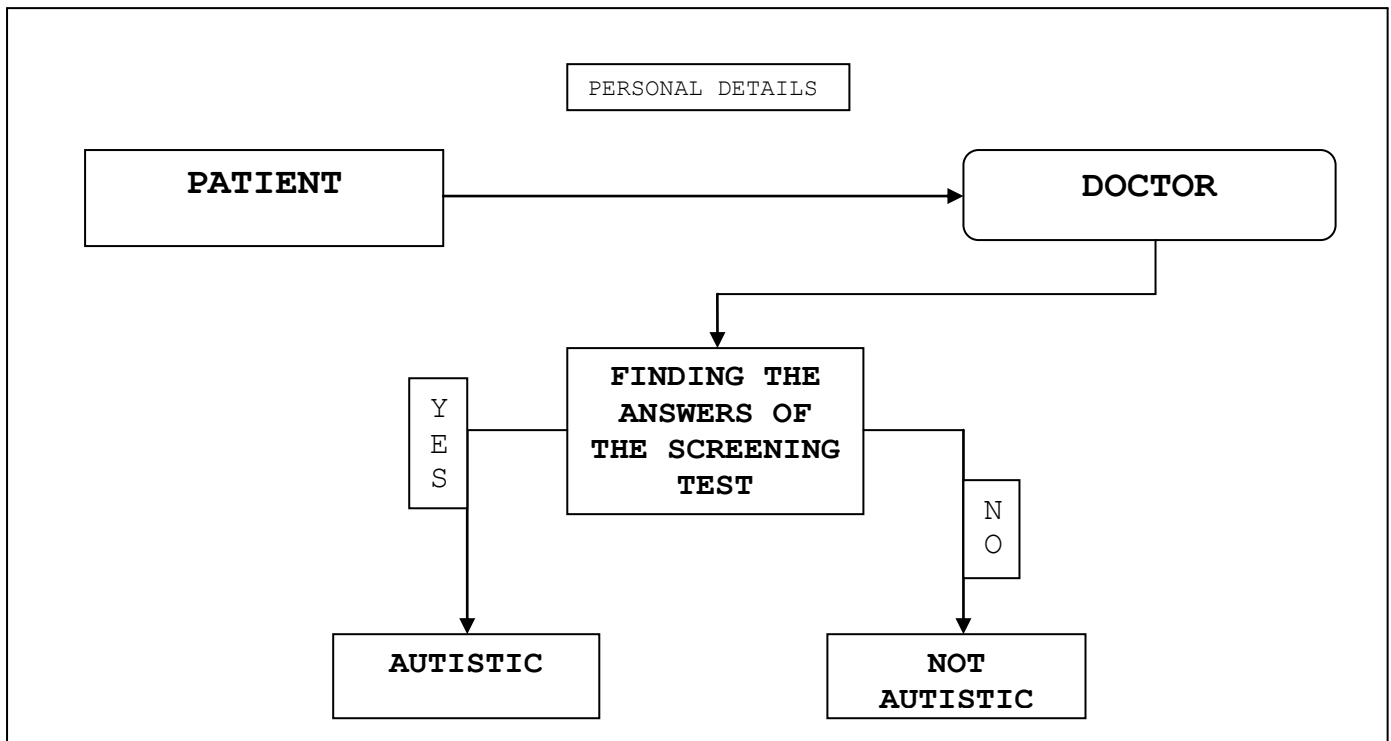 PERSONAL DETAILS
PATIENT
DOCTOR
FINDING THE
ANSWERS OF
THE SCREENING
TEST
Y
E
S
N
O
AUTISTIC
NOT
AUTISTIC